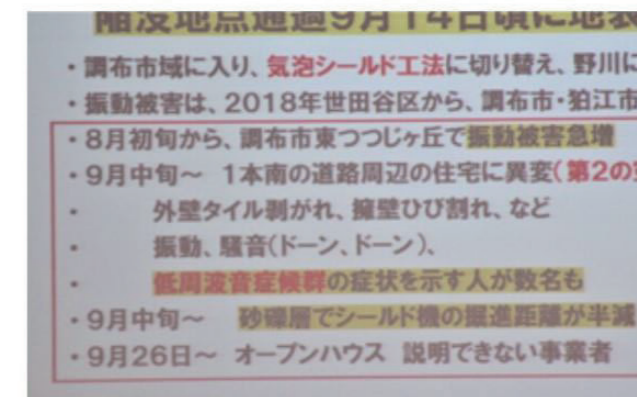 陥没地点通過9月14日頃に地表
・調布市域に入り、気泡シールド工法に切り替え、野川に
・振動被害は、2018年世田谷区から、調布市・狛江市
・8月初旬から、調布市東つつじヶ丘で振動被害急増
・9月中旬～ 1本南の道路周辺の住宅に異変(第2の
・ 外壁タイル剥がれ、擁壁ひび割れ、など
・ 振動、騒音(ドーン、ドーン)、
・ 低周波音症候群の症状を示す人が数名も
・9月中旬～ 砂礫層でシールド機の掘進距離が半減
・9月26日～ オープンハウス 説明できない事業者